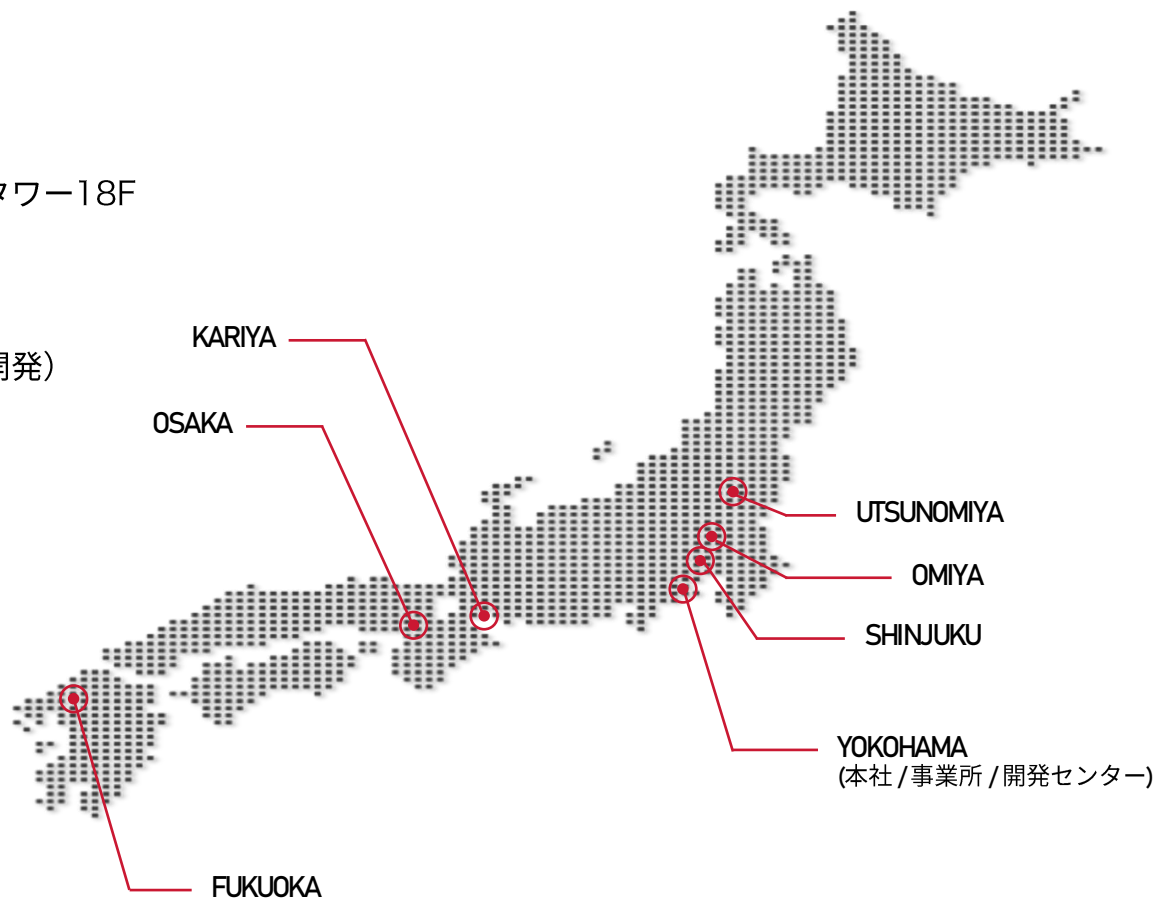 タワー18F
KARIYA
開発）
OSAKA
UTSUNOMIYA
OMIYA
SHINJUKU
YOKOHAMA
(本社 / 事業所 / 開発センター)
FUKUOKA